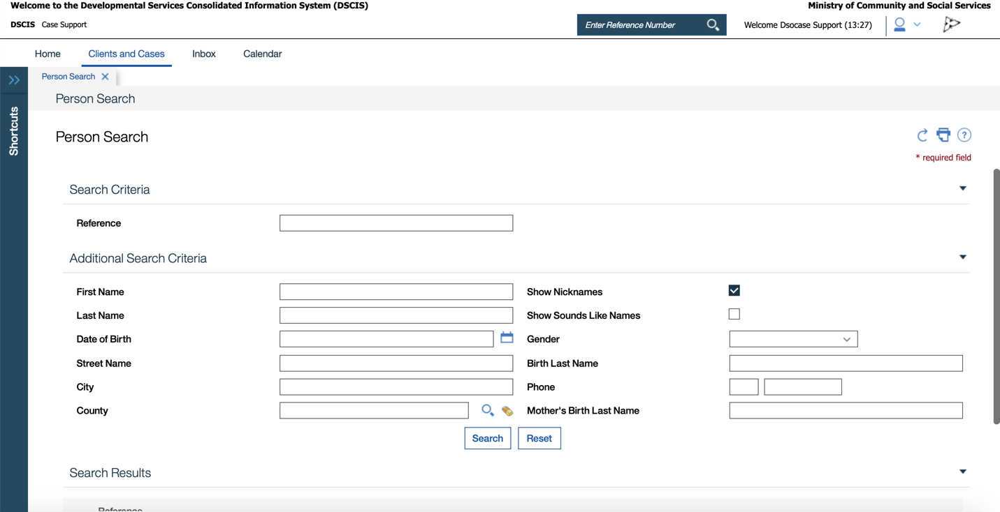 Welcome to the Developmental Services Consolidated Information System (DSCIS)
Ministry of Community and Social Services
DSCIS Case Support
Enter Reference Number
Welcome Dsocase Support (13:27)
Home Clients and Cases Inbox Calendar
Person Search
Shortcuts
Person Search
Person Search
?
* required field
Search Criteria
Reference
Additional Search Criteria
First Name Show Nicknames
Last Name Show Sounds Like Names
Date of Birth Gender
Street Name Birth Last Name
City Phone
County Mother's Birth Last Name
Search Reset
Search Results
Reference